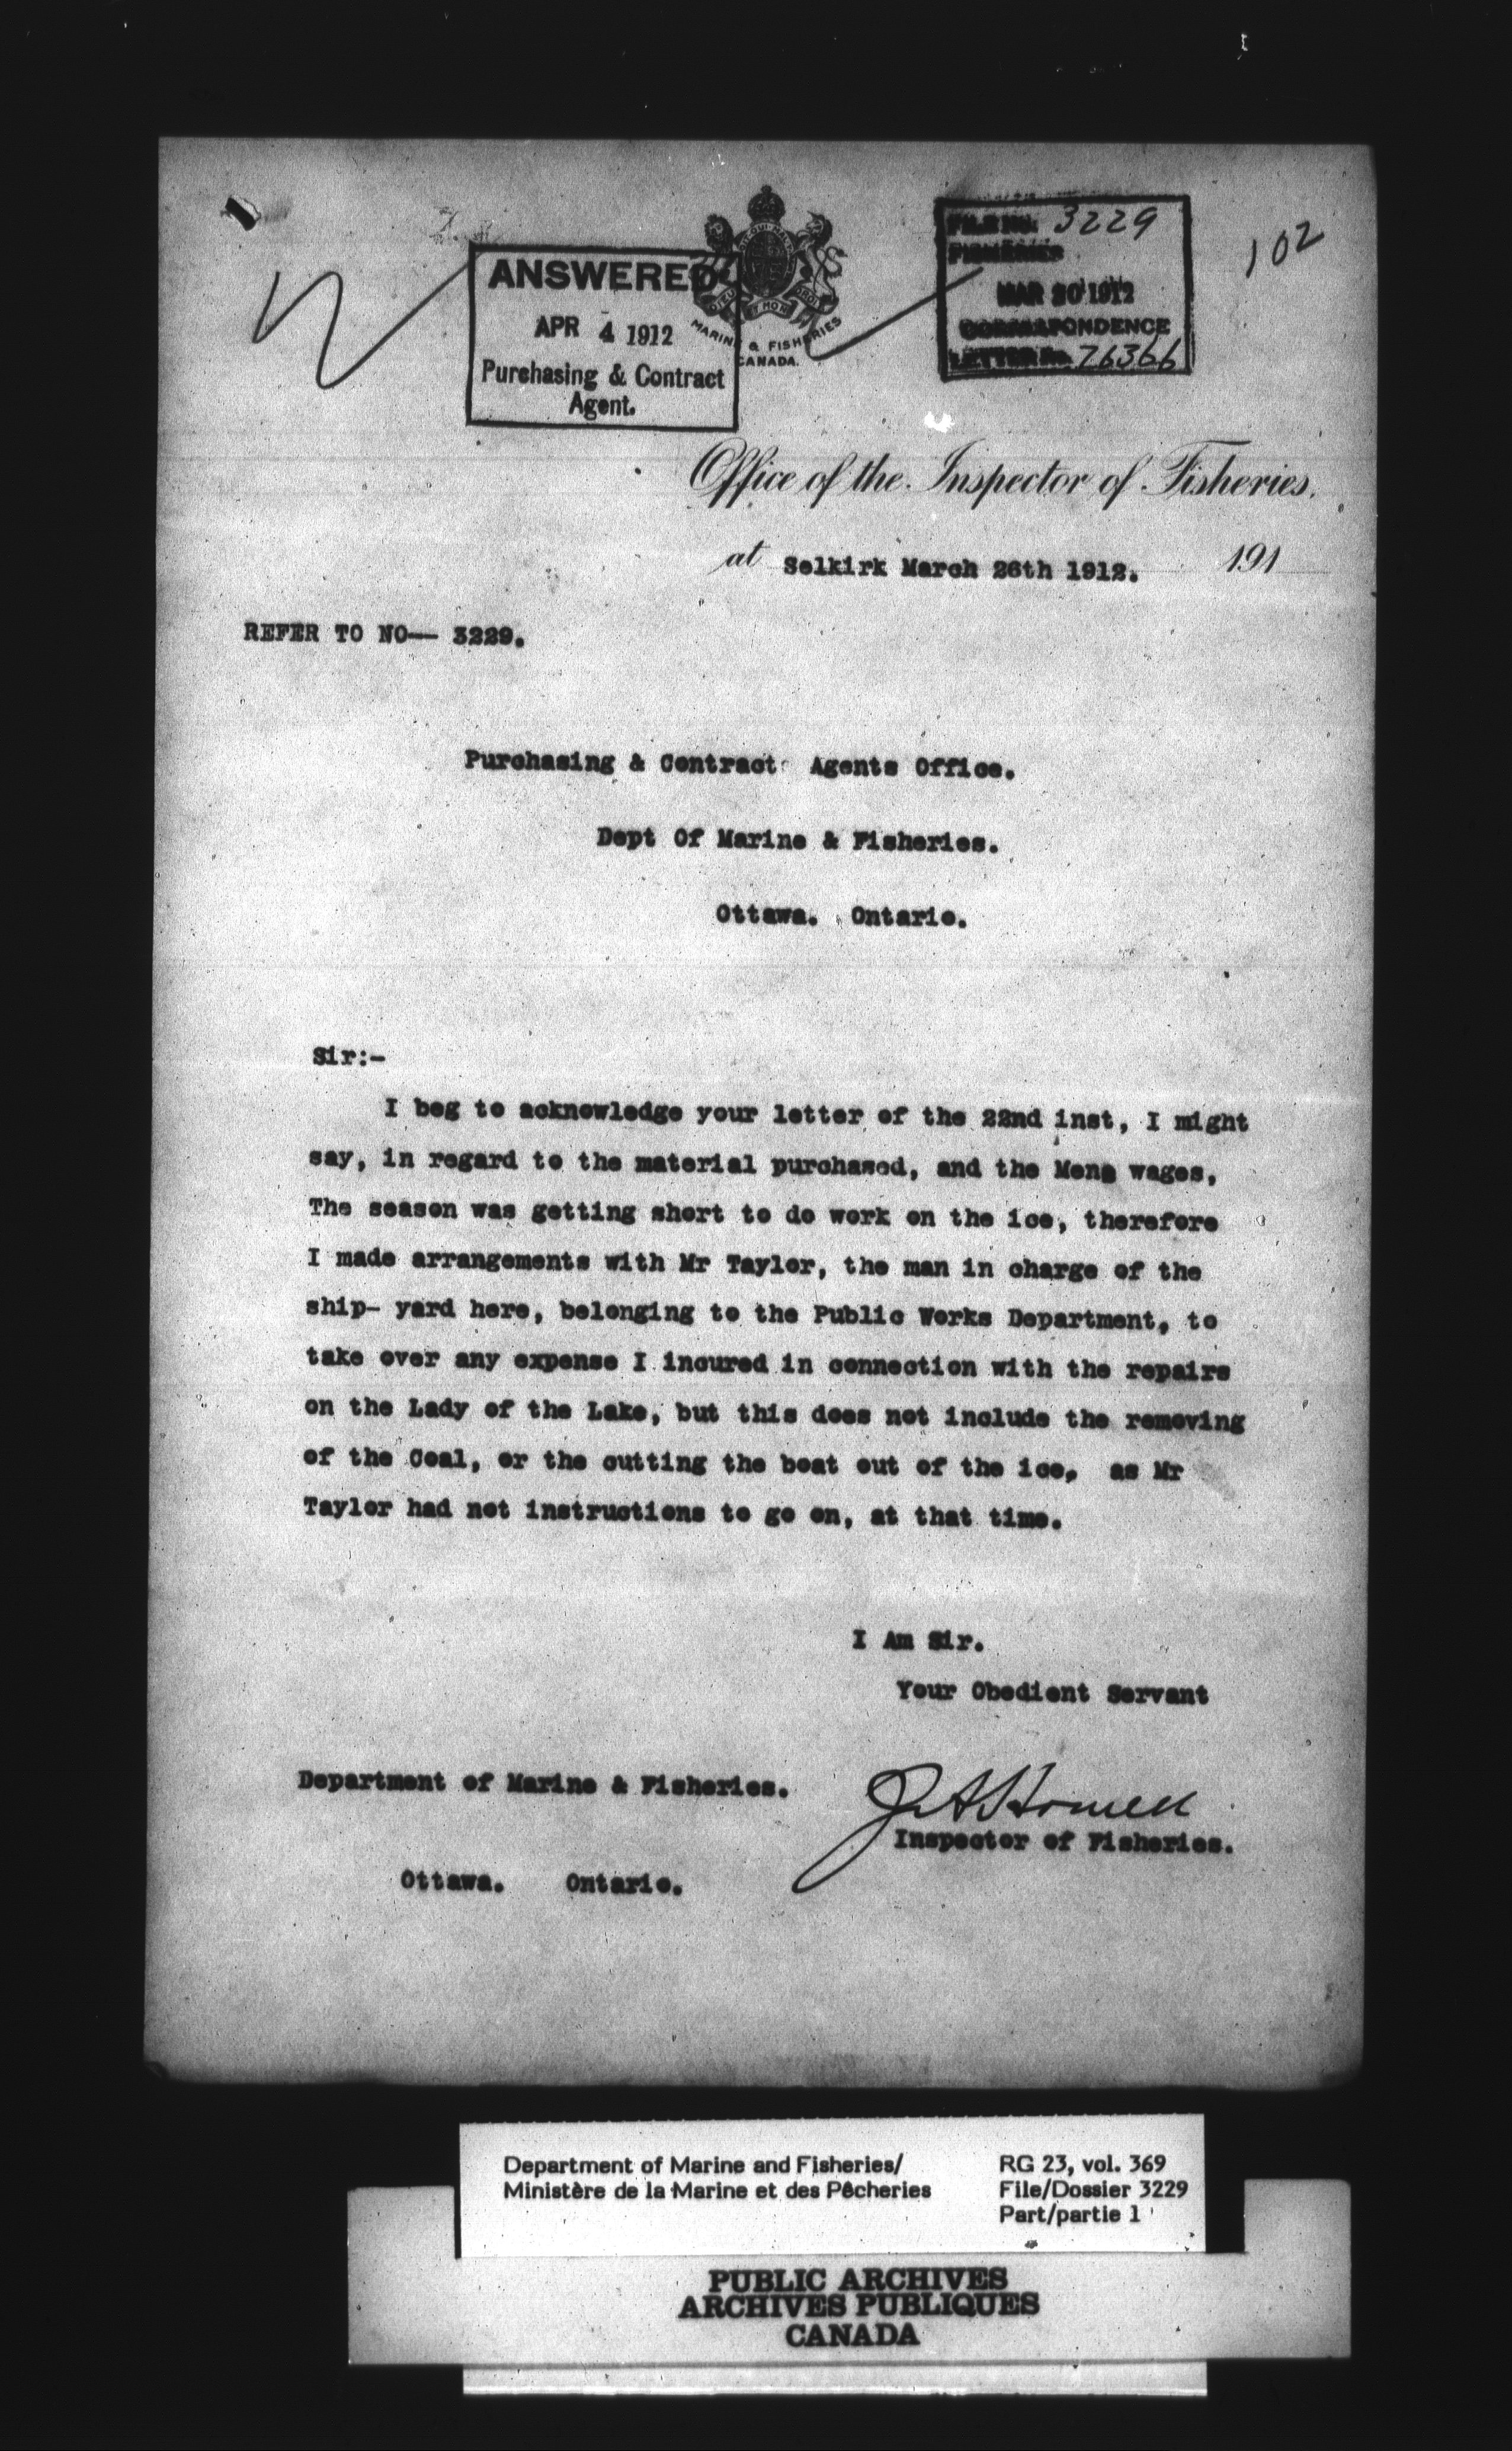 ANSWERED
APR 4 1912
Purchasing & Contract
Agent.
MARINE & FISHERIES
CANADA.
FILE No. 3229
FISHERIES
MAR 30 1912
CORRESPONDENCE
LETTER No. 76366
102
Office of the Inspector of Fisheries.
at Selkirk March 26th 1912. 191
REFER TO NO— 3229.
Purchasing & Contract Agents Office.
Dept Of Marine & Fisheries.
Ottawa. Ontario.
Sir:-
I beg to acknowledge your letter of the 22nd inst, I might
say, in regard to the material purchased, and the Mens wages,
The season was getting short to do work on the ice, therefore
I made arrangements with Mr Taylor, the man in charge of the
ship- yard here, belonging to the Public Works Department, to
take over any expense I incured in connection with the repairs
on the Lady of the Lake, but this does not include the removing
of the Coal, or the cutting the boat out of the ice, as Mr
Taylor had not instructions to go on, at that time.
I Am Sir.
Your Obedient Servant
Department of Marine & Fisheries.
Inspector of Fisheries.
Ottawa. Ontario.
Department of Marine and Fisheries/
Ministère de la Marine et des Pêcheries
RG 23, vol. 369
File/Dossier 3229
Part/partie 1
PUBLIC ARCHIVES
ARCHIVES PUBLIQUES
CANADA